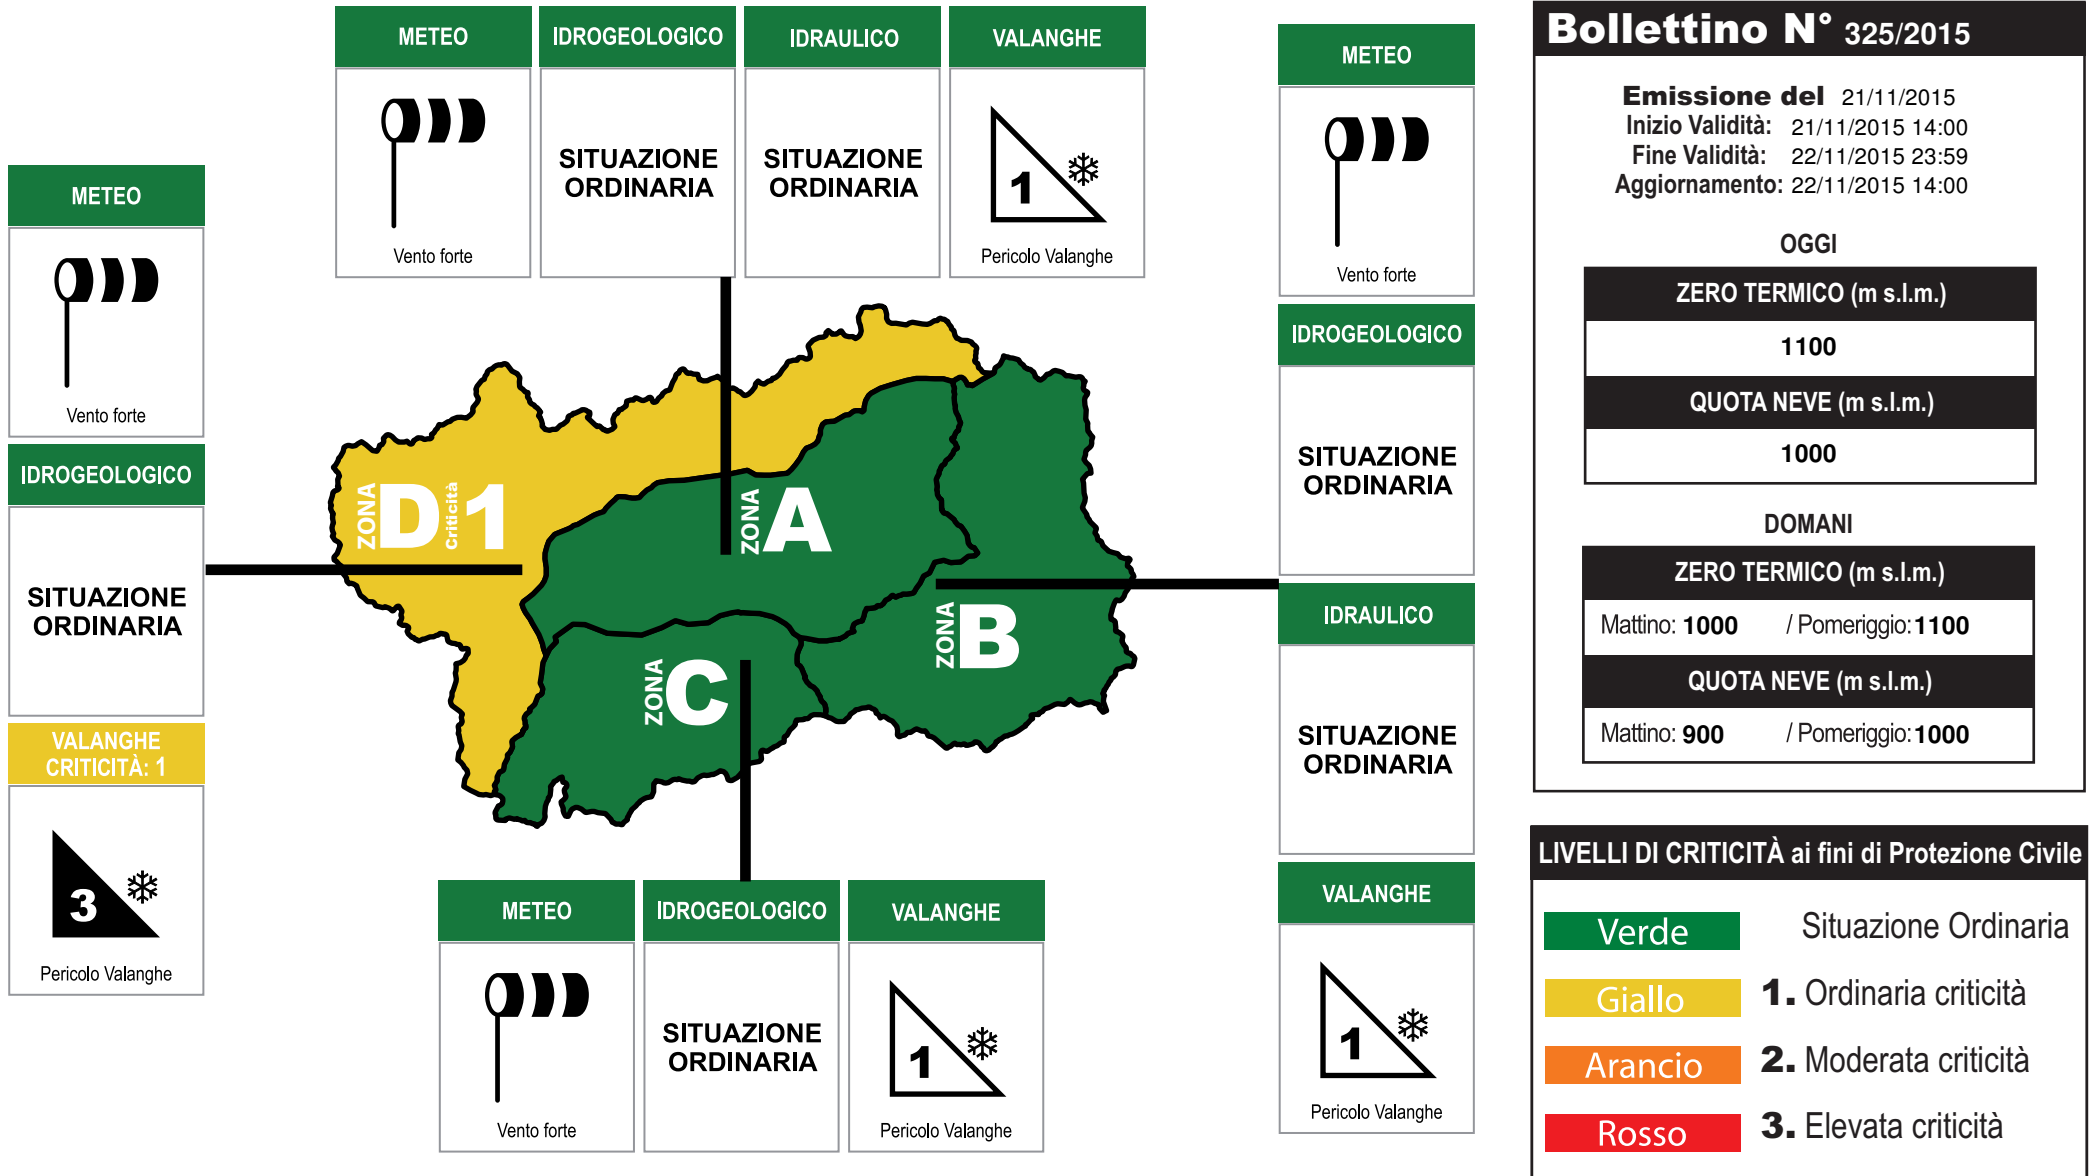 METEO
Vento forte
IDROGEOLOGICO
SITUAZIONE
ORDINARIA
IDRAULICO
SITUAZIONE
ORDINARIA
VALANGHE
1
Pericolo Valanghe
METEO
Vento forte
IDROGEOLOGICO
SITUAZIONE
ORDINARIA
VALANGHE
CRITICITÀ: 1
3
Pericolo Valanghe
ZONA D Criticità 1
ZONA A
ZONA B
ZONA C
METEO
Vento forte
IDROGEOLOGICO
SITUAZIONE
ORDINARIA
VALANGHE
1
Pericolo Valanghe
METEO
Vento forte
IDROGEOLOGICO
SITUAZIONE
ORDINARIA
IDRAULICO
SITUAZIONE
ORDINARIA
VALANGHE
1
Pericolo Valanghe
Bollettino N° 325/2015
Emissione del 21/11/2015
Inizio Validità: 21/11/2015 14:00
Fine Validità: 22/11/2015 23:59
Aggiornamento: 22/11/2015 14:00
OGGI
ZERO TERMICO (m s.l.m.)
1100
QUOTA NEVE (m s.l.m.)
1000
DOMANI
ZERO TERMICO (m s.l.m.)
Mattino: 1000 / Pomeriggio: 1100
QUOTA NEVE (m s.l.m.)
Mattino: 900 / Pomeriggio: 1000
LIVELLI DI CRITICITÀ ai fini di Protezione Civile
Verde Situazione Ordinaria
Giallo 1. Ordinaria criticità
Arancio 2. Moderata criticità
Rosso 3. Elevata criticità